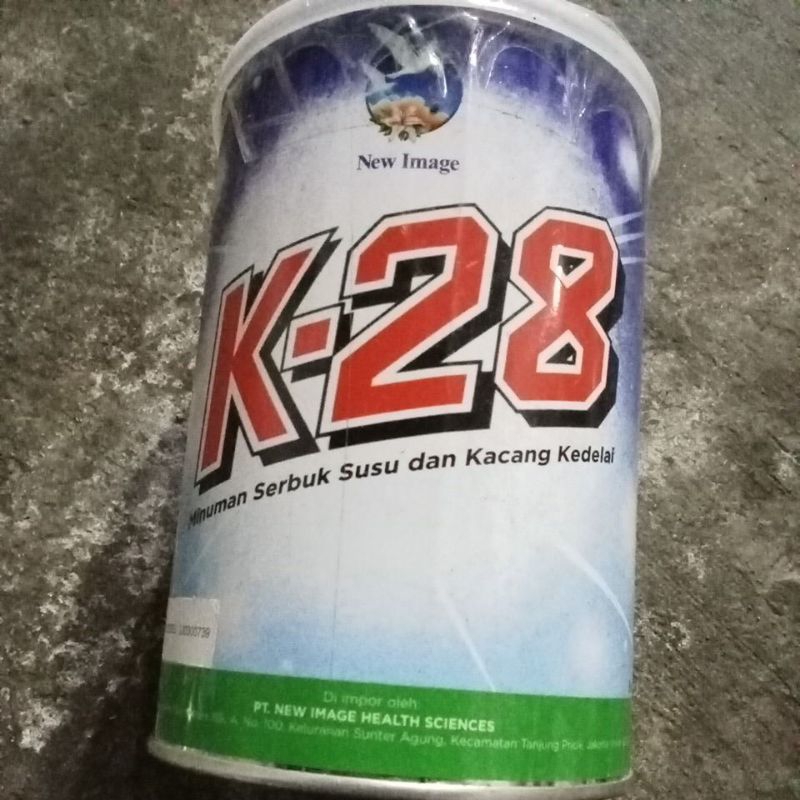 New Image
K-28
Minuman Serbuk Susu dan Kacang Kedelai
Di impor oleh
PT. NEW IMAGE HEALTH SCIENCES
A, No. 100, Kelurahan Sunter Agung, Kecamatan Tanjung Priok, Jakarta